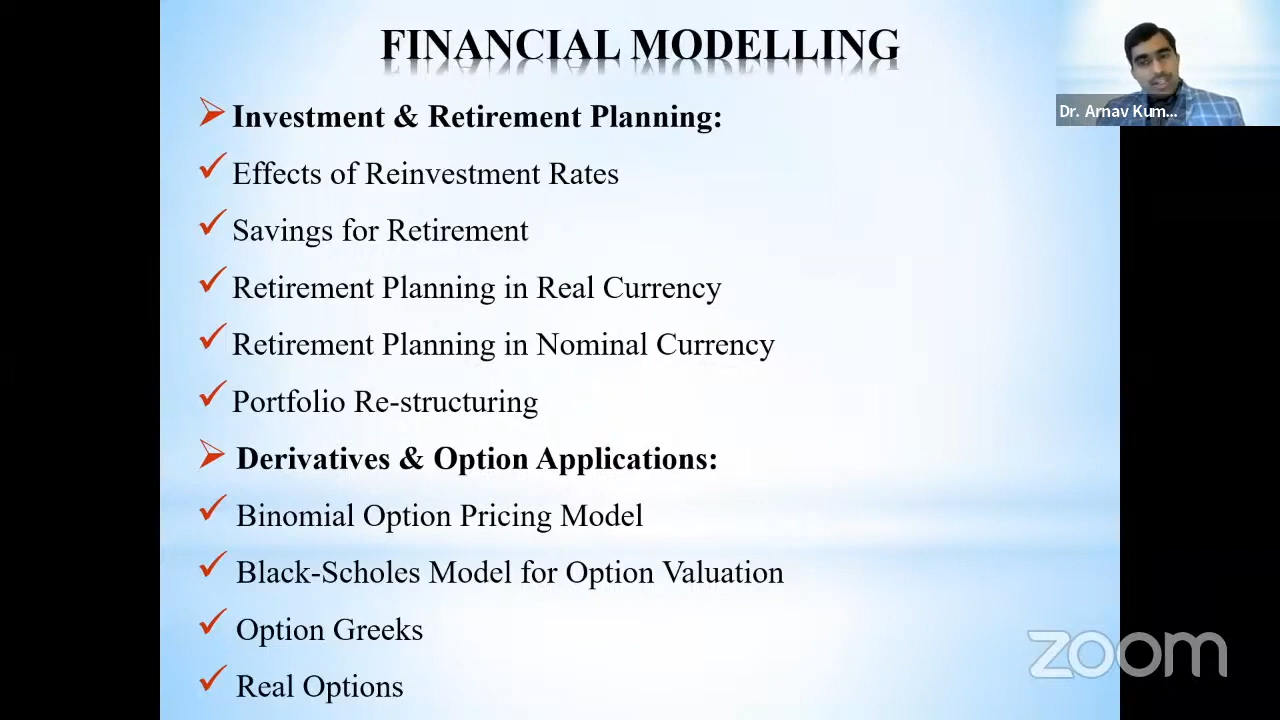 FINANCIAL MODELLING
Investment & Retirement Planning:
Effects of Reinvestment Rates
Savings for Retirement
Retirement Planning in Real Currency
Retirement Planning in Nominal Currency
Portfolio Re-structuring
Derivatives & Option Applications:
Binomial Option Pricing Model
Black-Scholes Model for Option Valuation
Option Greeks
Real Options
Dr. Arnav Kum...
zoom